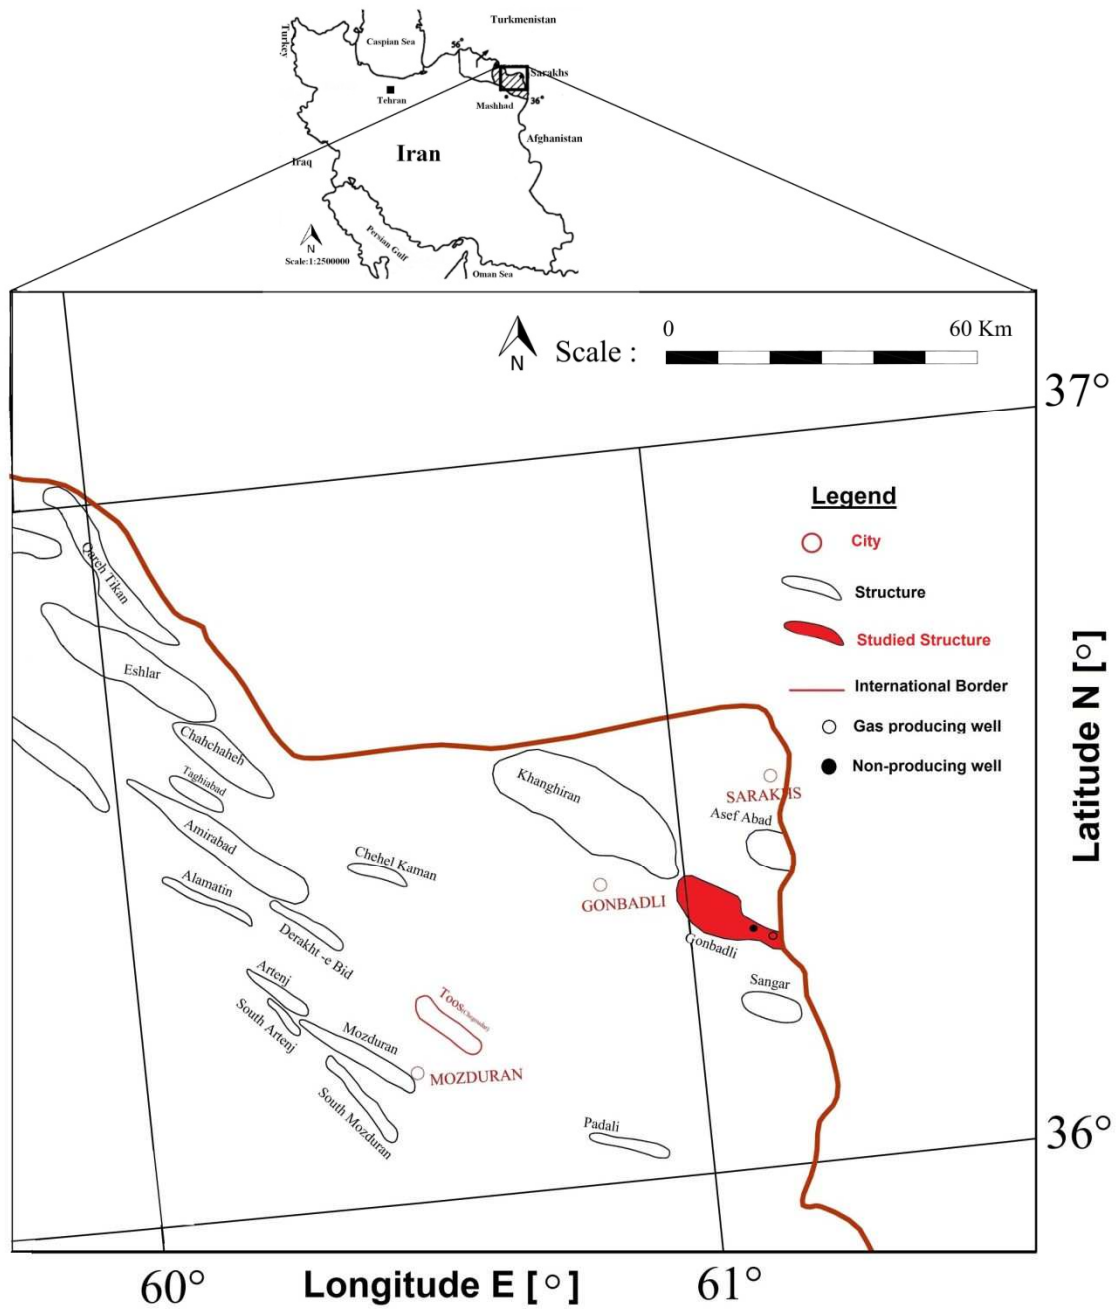 Turkmenistan
Turkey
Caspian Sea
56°
Sarakhs
Tehran
Mashhad
36°
Afghanistan
Iran
Iraq
Persian Gulf
N
Scale:1:2500000
Oman Sea
0 60 Km
N
Scale :
37°
Legend
City
Structure
Studied Structure
International Border
Gas producing well
Non-producing well
Latitude N [°]
Qareh Tikan
Eshlar
Chahchaheh
Taghiabad
Khanghiran
SARAKHS
Asef Abad
Amirabad
Chehel Kaman
Alamatin
GONBADLI
Derakht -e Bid
Gonbadli
Artenj
Sangar
South Artenj
Toos
Mozduran
MOZDURAN
South Mozduran
Padali
36°
60°
Longitude E [°]
61°